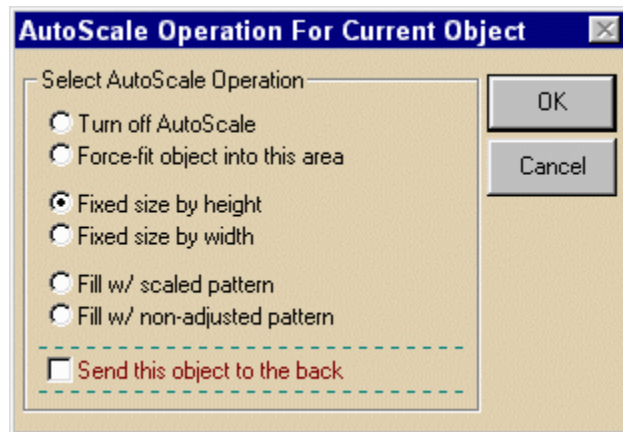 AutoScale Operation For Current Object
Select AutoScale Operation
Turn off AutoScale
Force-fit object into this area
Fixed size by height
Fixed size by width
Fill w/ scaled pattern
Fill w/ non-adjusted pattern
Send this object to the back
OK
Cancel